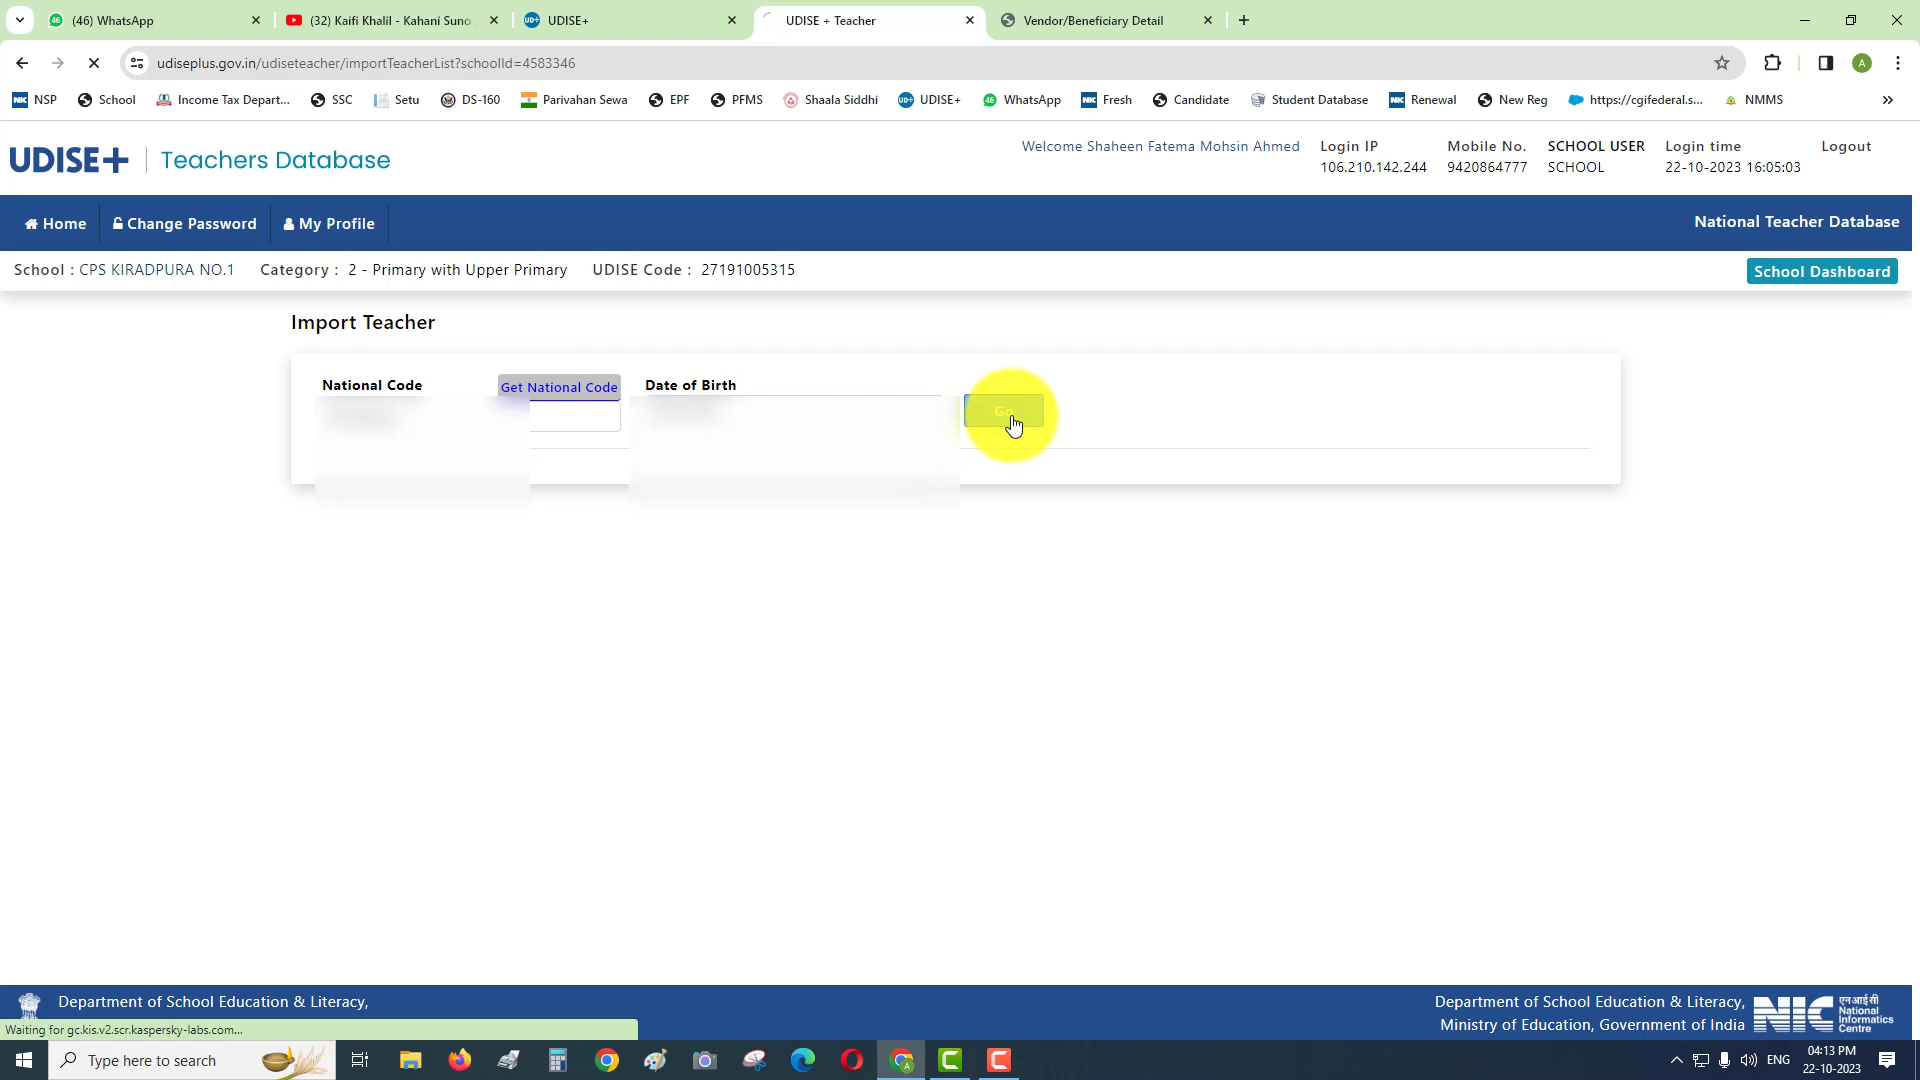 (46) WhatsApp
(32) Kaifi Khalil - Kahani Suno
UDISE+
UDISE + Teacher
Vendor/Beneficiary Detail
udiseplus.gov.in/udiseteacher/importTeacherList?schoolId=4583346
A
NSP
School
Income Tax Depart...
SSC
Setu
DS-160
Parivahan Sewa
EPF
PFMS
Shaala Siddhi
UDISE+
WhatsApp
Fresh
Candidate
Student Database
Renewal
New Reg
https://cgifederal.s...
NMMS
UDISE+ Teachers Database
Welcome Shaheen Fatema Mohsin Ahmed
Login IP
106.210.142.244
Mobile No.
9420864777
SCHOOL USER
SCHOOL
Login time
22-10-2023 16:05:03
Logout
Home
Change Password
My Profile
National Teacher Database
School : CPS KIRADPURA NO.1
Category : 2 - Primary with Upper Primary
UDISE Code : 27191005315
School Dashboard
Import Teacher
National Code
Get National Code
Date of Birth
Go
Department of School Education & Literacy,
Department of School Education & Literacy,
Ministry of Education, Government of India
NIC
एन आई सी
National
Informatics
Centre
Waiting for gc.kis.v2.scr.kaspersky-labs.com...
Type here to search
ENG
04:13 PM
22-10-2023